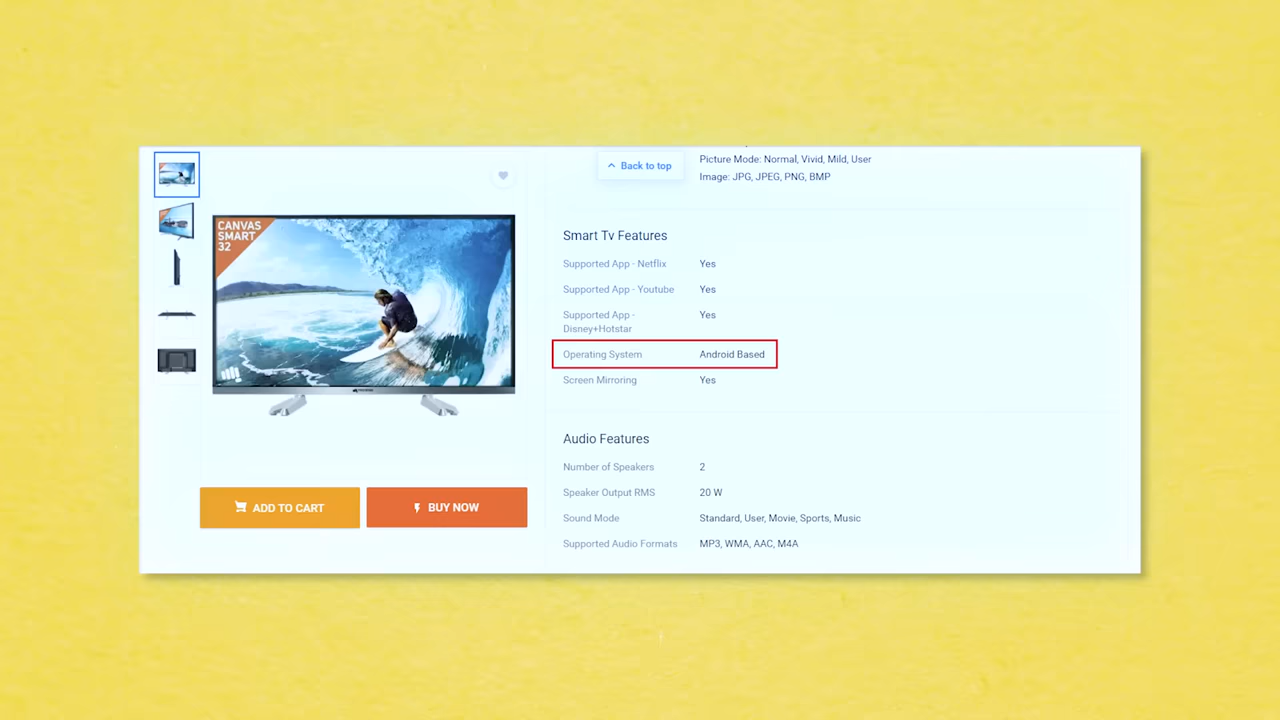 Back to top
Picture Mode: Normal, Vivid, Mild, User
Image: JPG, JPEG, PNG, BMP
CANVAS
SMART
32
Smart Tv Features
Supported App - Netflix Yes
Supported App - Youtube Yes
Supported App - Yes
Disney+Hotstar
Operating System Android Based
Screen Mirroring Yes
Audio Features
Number of Speakers 2
Speaker Output RMS 20 W
Sound Mode Standard, User, Movie, Sports, Music
Supported Audio Formats MP3, WMA, AAC, M4A
ADD TO CART
BUY NOW